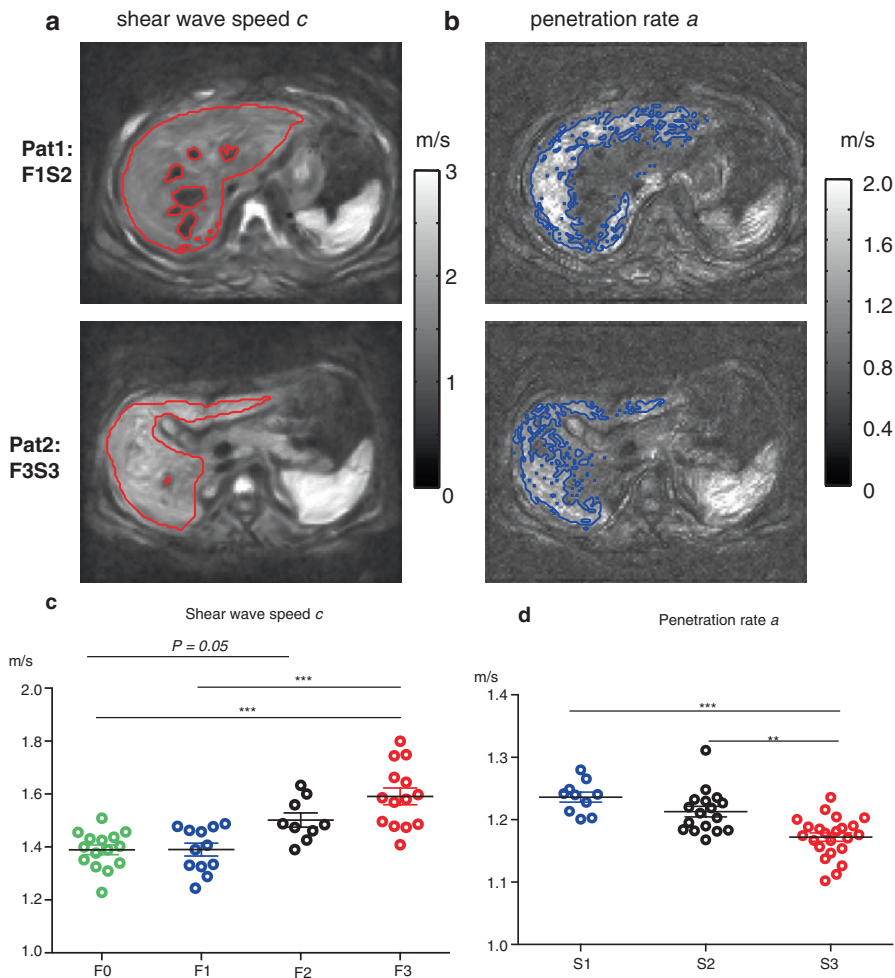 a
shear wave speed c
b
penetration rate a
Pat1:
F1S2
Pat2:
F3S3
m/s
3
2
1
0
m/s
2.0
1.6
1.2
0.8
0.4
0
c
Shear wave speed c
m/s
P = 0.05
***
***
2.0
1.8
1.6
1.4
1.2
1.0
F0
F1
F2
F3
d
Penetration rate a
m/s
***
**
1.4
1.3
1.2
1.1
1.0
S1
S2
S3